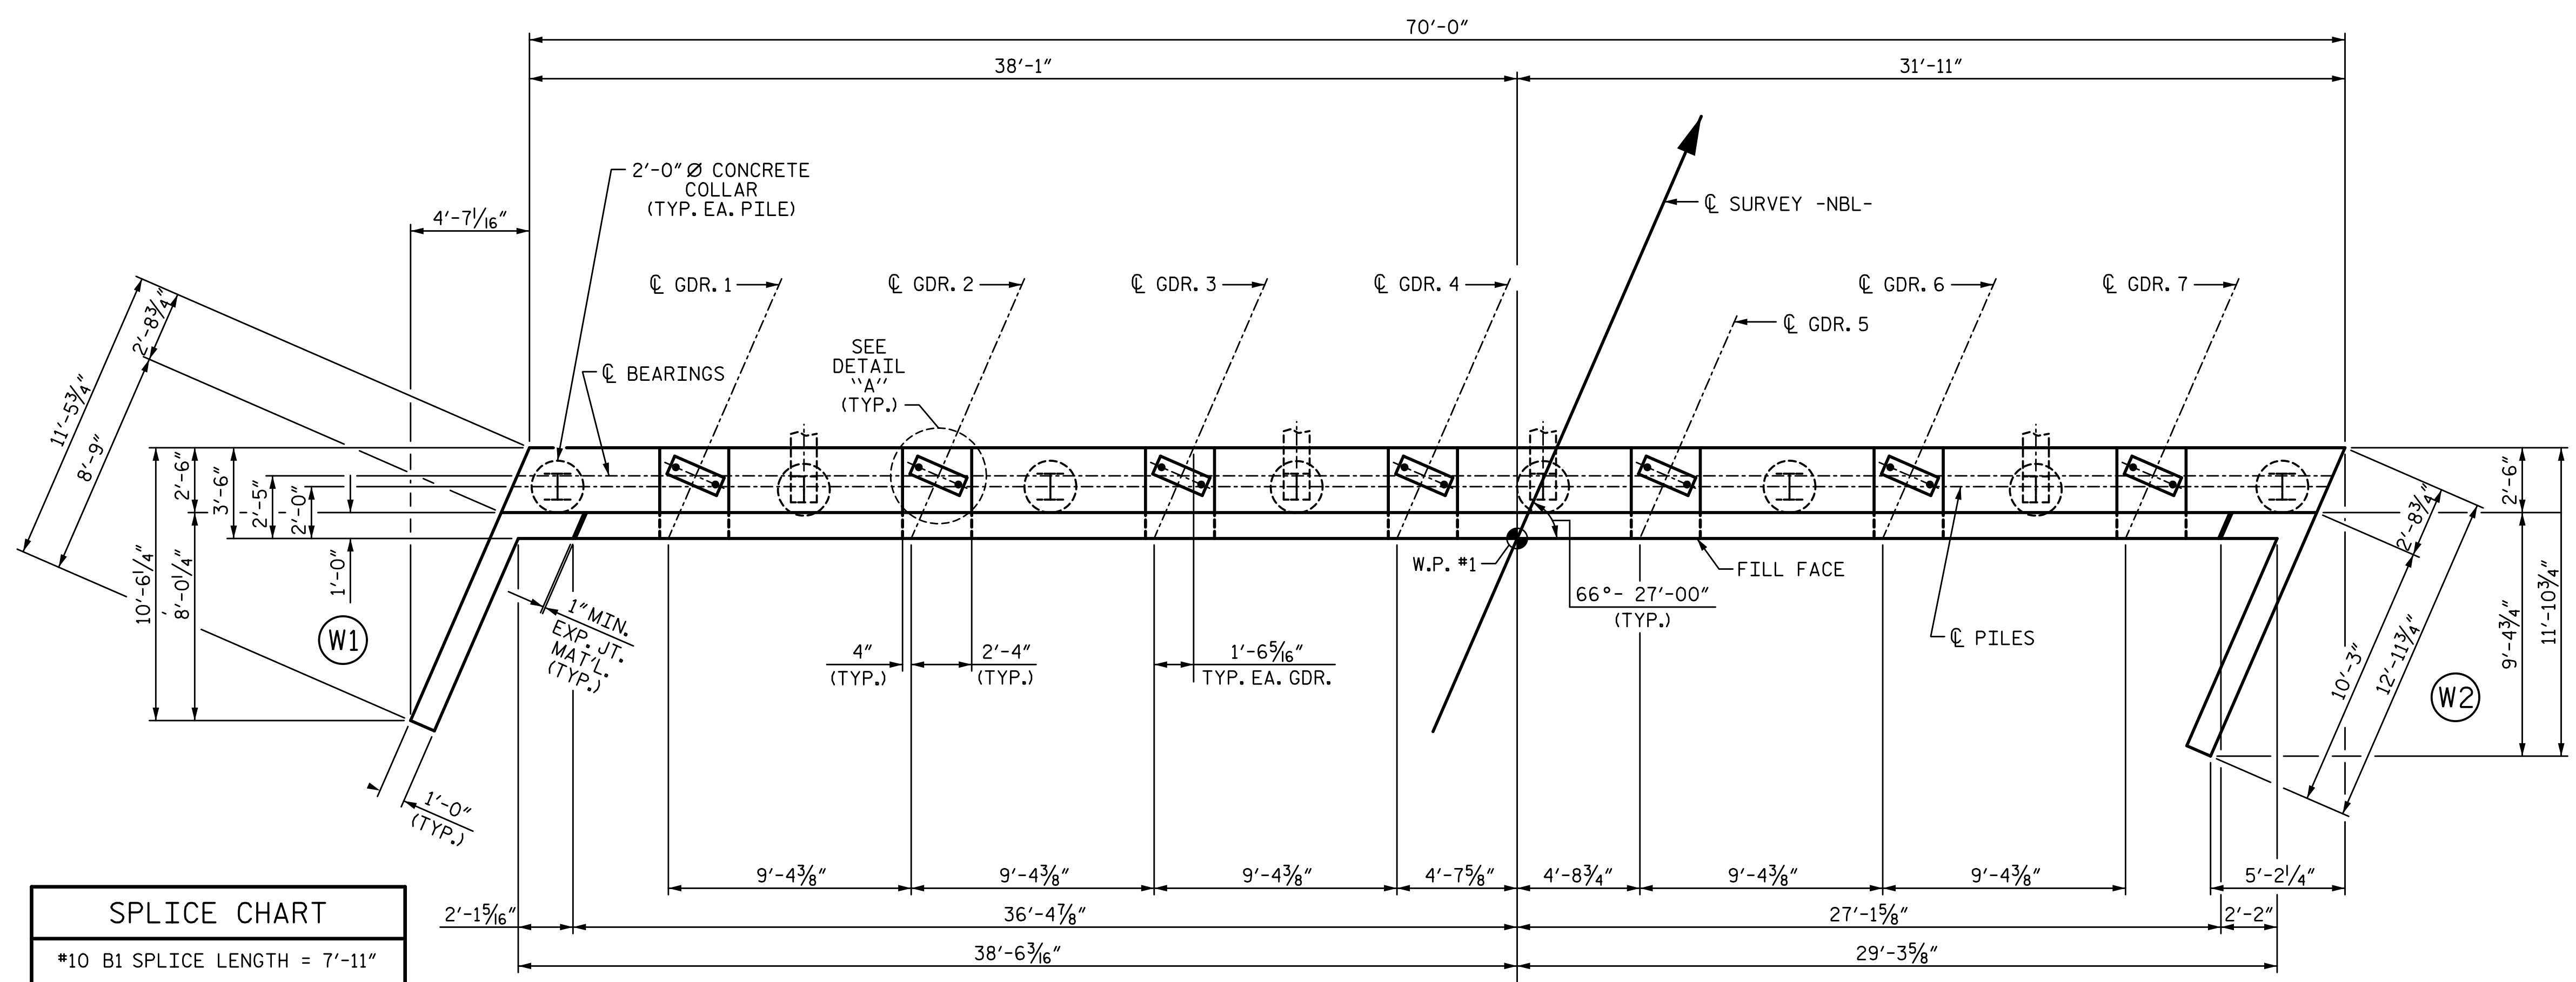 70'-0"
38'-1"
31'-11"
2'-0" Ø CONCRETE
COLLAR
(TYP. EA. PILE)
℄ SURVEY -NBL-
4'-7 1/16"
℄ GDR. 1
℄ GDR. 2
℄ GDR. 3
℄ GDR. 4
℄ GDR. 6
℄ GDR. 7
℄ GDR. 5
SEE
DETAIL
"A"
(TYP.)
℄ BEARINGS
11'-5 3/4"
2'-8 3/4"
8'-9"
10'-6 1/4"
2'-6"
8'-0 1/4"
3'-6"
2'-5"
2'-0"
1'-0"
W1
1" MIN.
EXP. JT.
MAT'L.
(TYP.)
1'-0"
(TYP.)
4"
(TYP.)
2'-4"
(TYP.)
1'-6 5/16"
TYP. EA. GDR.
W.P. #1
66°- 27'-00"
(TYP.)
FILL FACE
℄ PILES
2'-6"
9'-4 3/4"
11'-10 3/4"
2'-8 3/4"
10'-3"
12'-11 3/4"
W2
9'-4 3/8"
9'-4 3/8"
9'-4 3/8"
4'-7 5/8"
4'-8 3/4"
9'-4 3/8"
9'-4 3/8"
5'-2 1/4"
2'-1 5/16"
36'-4 7/8"
27'-1 5/8"
2'-2"
38'-6 3/16"
29'-3 5/8"
SPLICE CHART
#10 B1 SPLICE LENGTH = 7'-11"